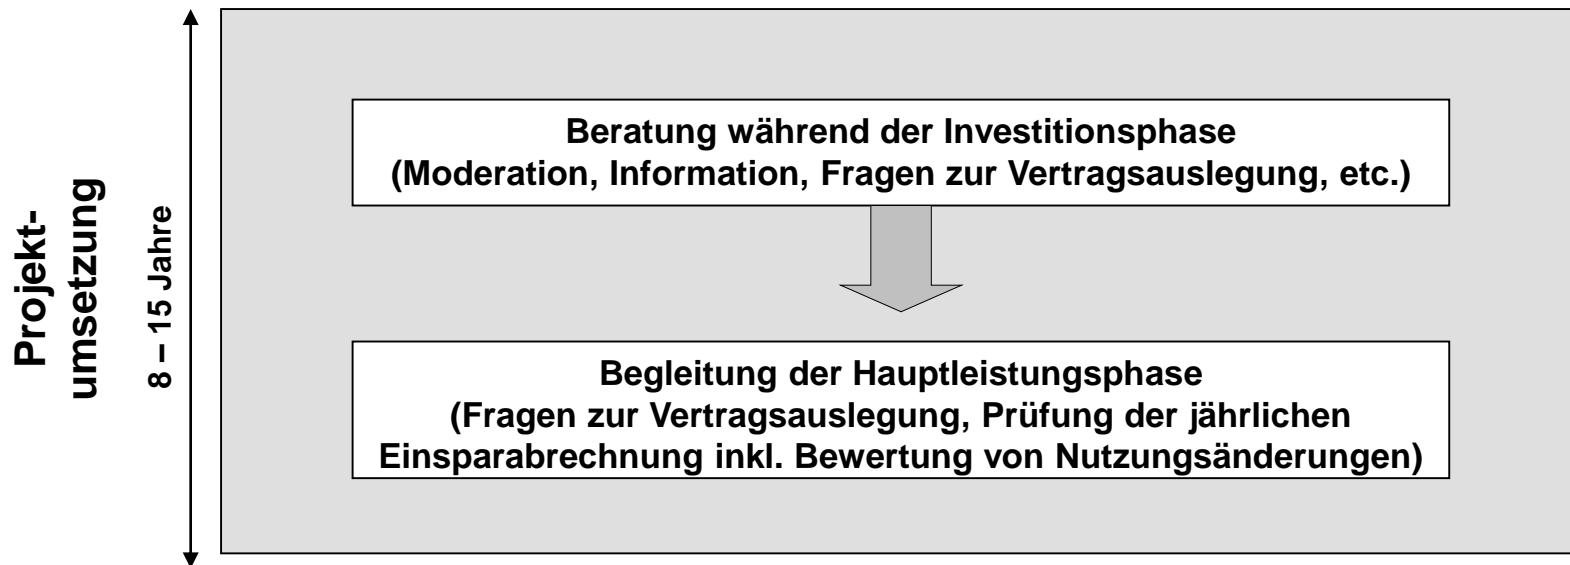 Projekt-
umsetzung
8 – 15 Jahre
Beratung während der Investitionsphase
(Moderation, Information, Fragen zur Vertragsauslegung, etc.)
Begleitung der Hauptleistungsphase
(Fragen zur Vertragsauslegung, Prüfung der jährlichen
Einsparabrechnung inkl. Bewertung von Nutzungsänderungen)